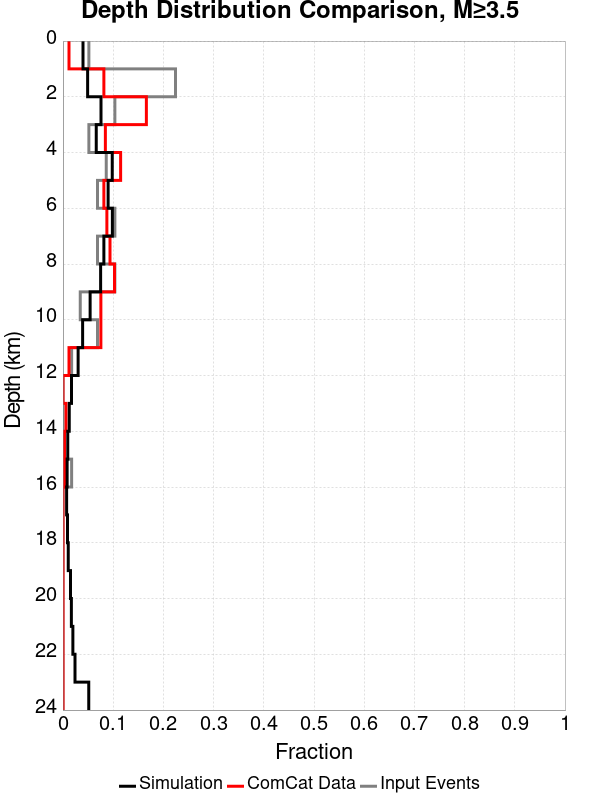 Depth Distribution Comparison, M≥3.5
0
2
4
6
8
10
12
14
16
18
20
22
24
Depth (km)
0 0.1 0.2 0.3 0.4 0.5 0.6 0.7 0.8 0.9 1
Fraction
Simulation ComCat Data Input Events